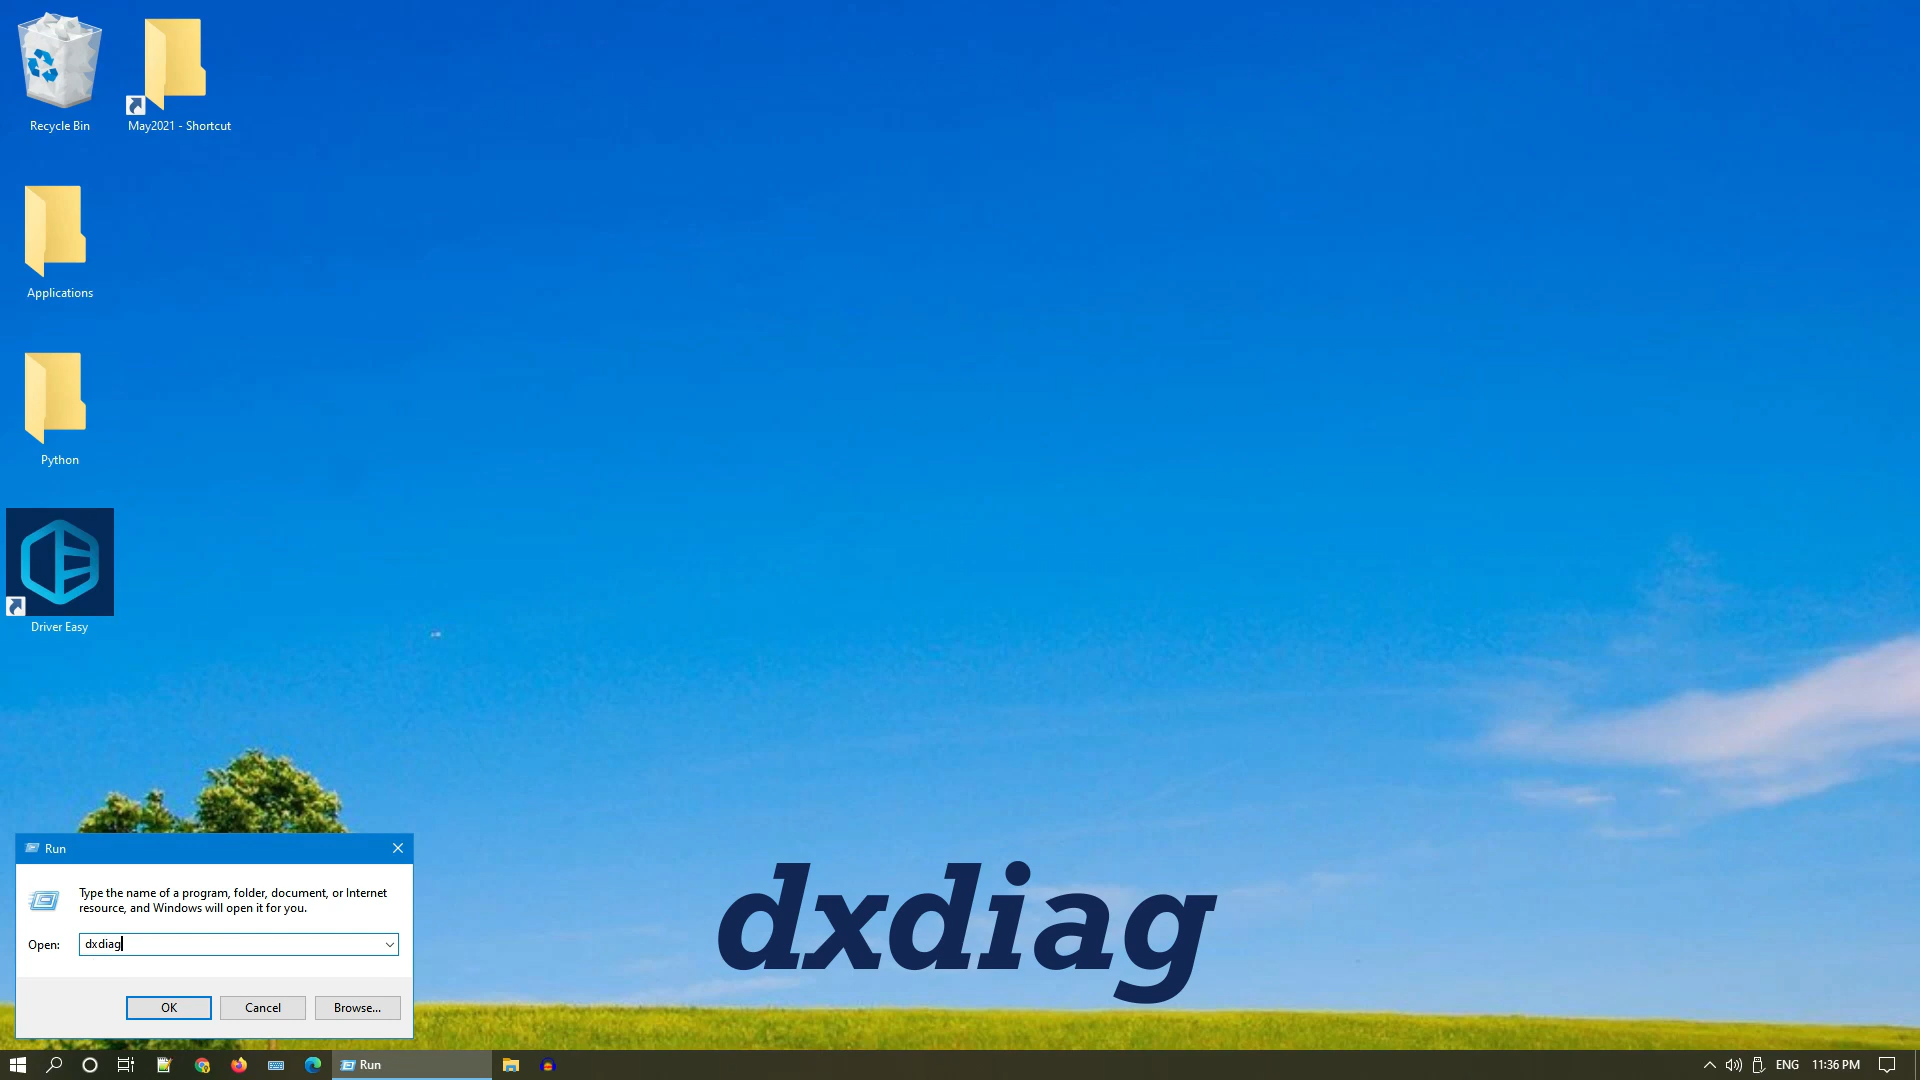 Recycle Bin
May2021 - Shortcut
Applications
Python
Driver Easy
Run
Type the name of a program, folder, document, or Internet
resource, and Windows will open it for you.
Open: dxdiag
OK Cancel Browse...
dxdiag
Run
ENG 11:36 PM